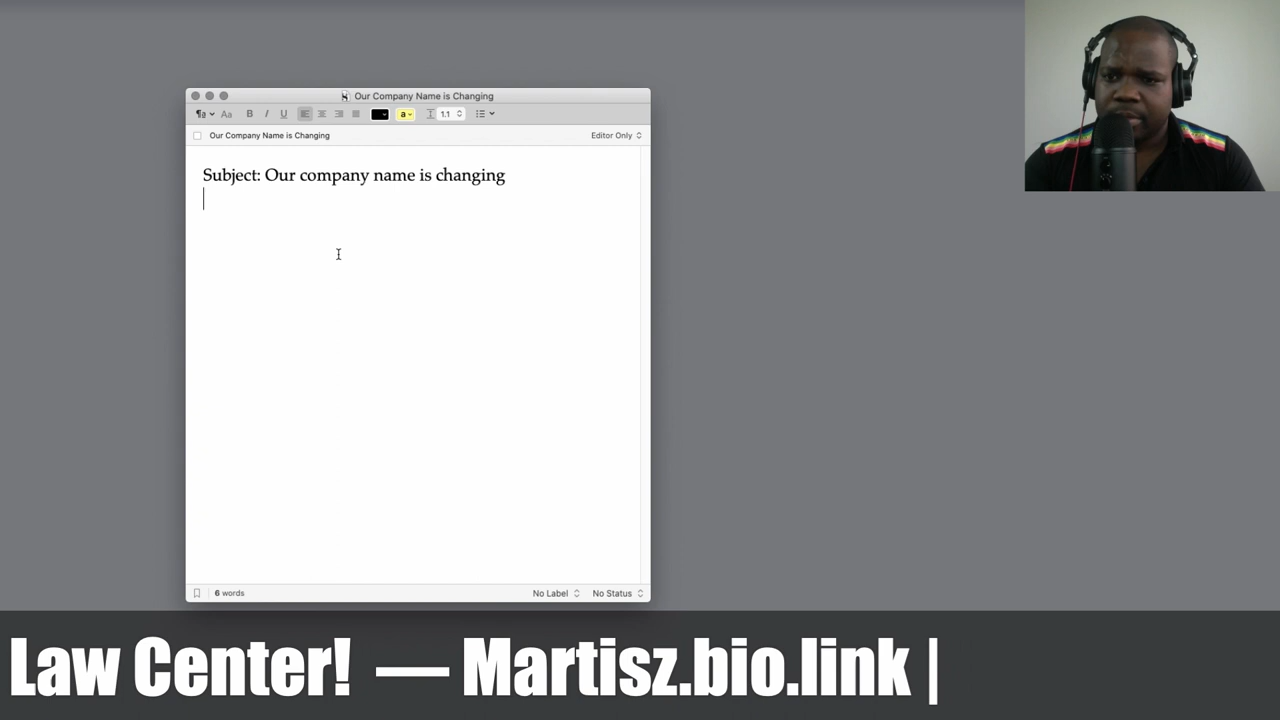 Our Company Name is Changing
¶a Aa B I U a 1.1
Our Company Name is Changing Editor Only
Subject: Our company name is changing
6 words No Label No Status
Law Center! — Martisz.bio.link |